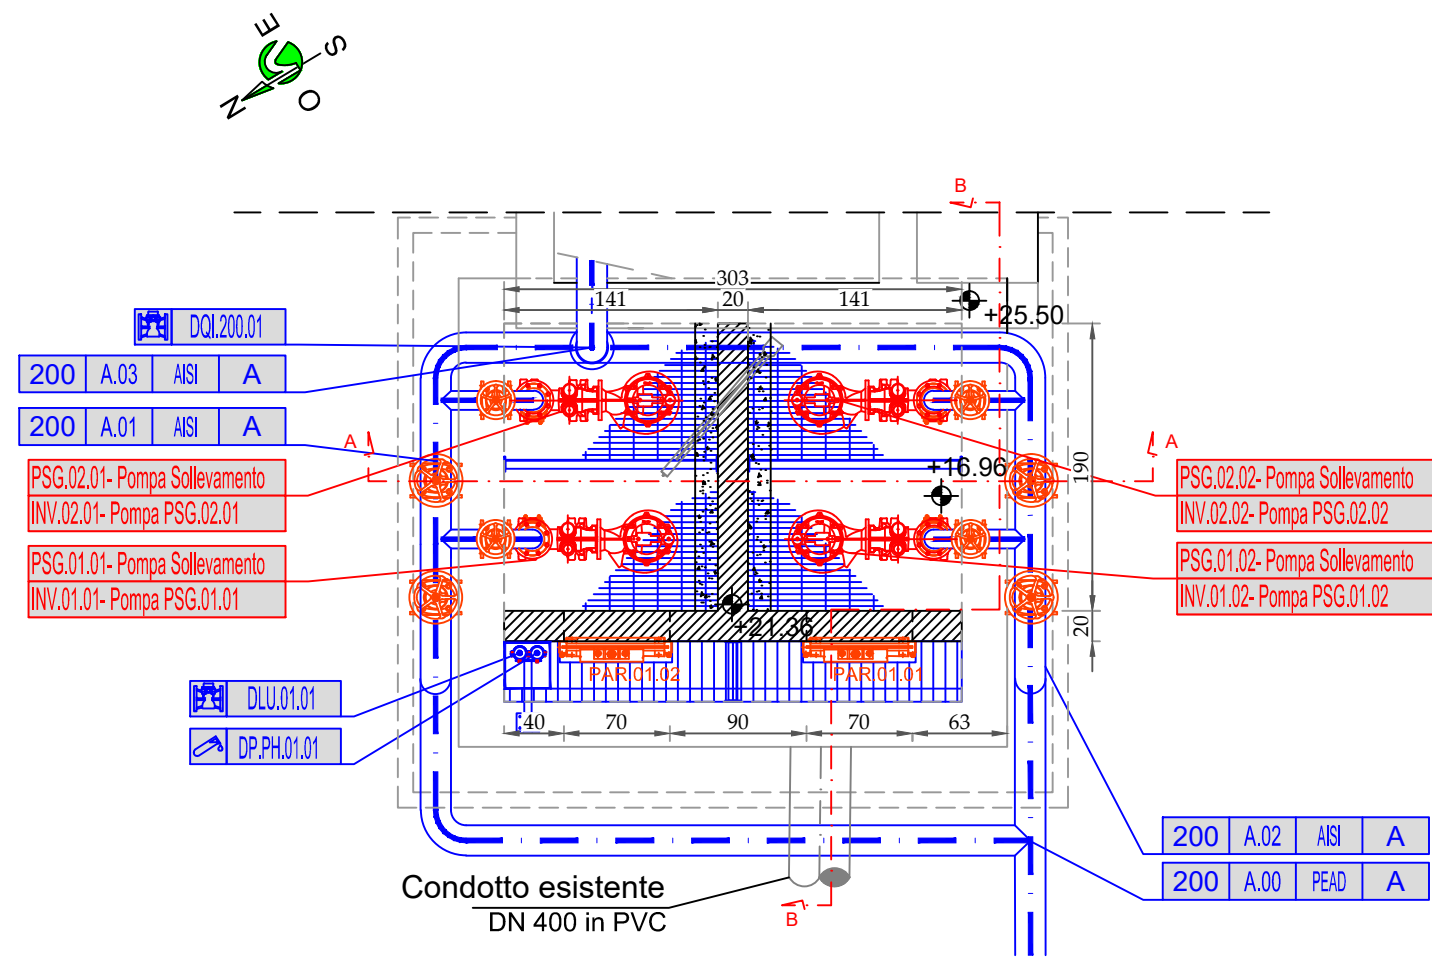 E
S
N
O
B
303
141
20
141
+25.50
DQI.200.01
200 A.03 AISI A
200 A.01 AISI A
A
A
PSG.02.01- Pompa Sollevamento
INV.02.01- Pompa PSG.02.01
PSG.01.01- Pompa Sollevamento
INV.01.01- Pompa PSG.01.01
+16.96
190
PSG.02.02- Pompa Sollevamento
INV.02.02- Pompa PSG.02.02
PSG.01.02- Pompa Sollevamento
INV.01.02- Pompa PSG.01.02
+21.36
20
PAR.01.02
PAR.01.01
DLU.01.01
DP.PH.01.01
40
70
90
70
63
200 A.02 AISI A
200 A.00 PEAD A
Condotto esistente
DN 400 in PVC
B